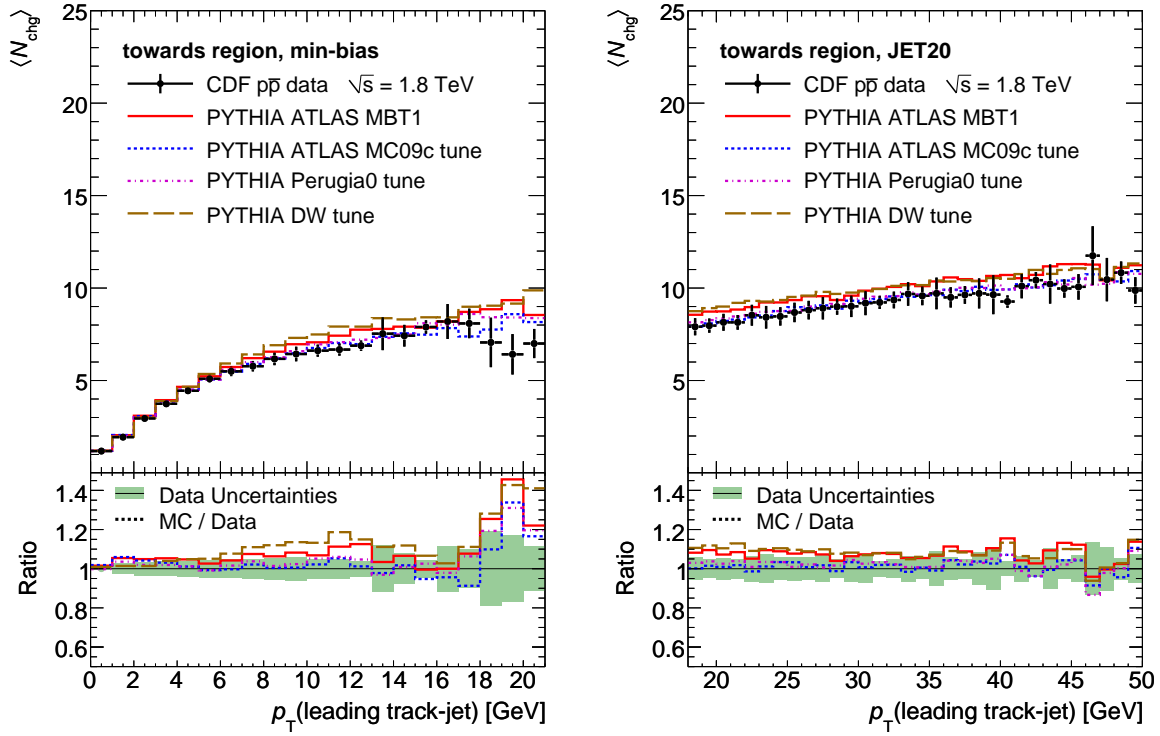 ⟨N_chg⟩
25
20
15
10
5
towards region, min-bias
CDF pp̅ data √s = 1.8 TeV
PYTHIA ATLAS MBT1
PYTHIA ATLAS MC09c tune
PYTHIA Perugia0 tune
PYTHIA DW tune
Ratio
1.4
1.2
1
0.8
0.6
Data Uncertainties
MC / Data
0 2 4 6 8 10 12 14 16 18 20
p_T(leading track-jet) [GeV]
⟨N_chg⟩
25
20
15
10
5
towards region, JET20
CDF pp̅ data √s = 1.8 TeV
PYTHIA ATLAS MBT1
PYTHIA ATLAS MC09c tune
PYTHIA Perugia0 tune
PYTHIA DW tune
Ratio
1.4
1.2
1
0.8
0.6
Data Uncertainties
MC / Data
20 25 30 35 40 45 50
p_T(leading track-jet) [GeV]